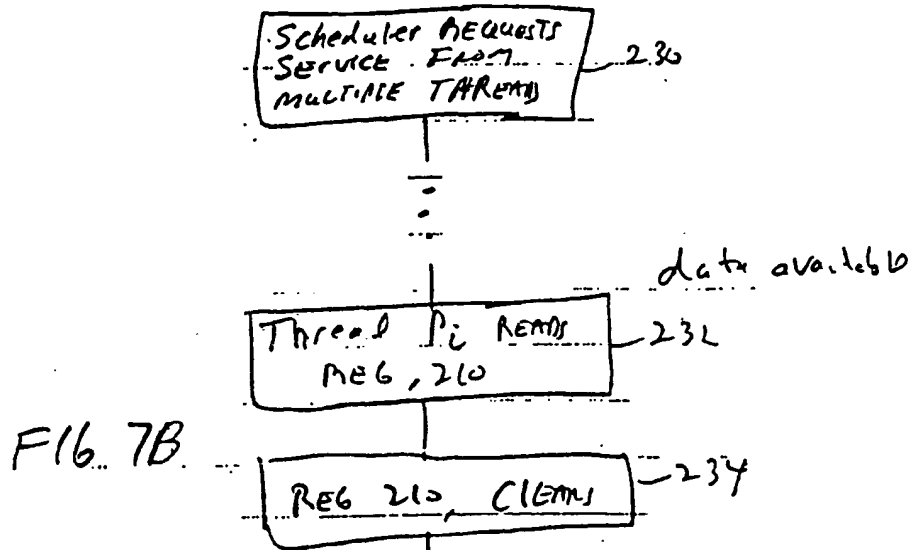 Scheduler REQUESTS
SERVICE FROM
MULTIPLE THREADS
230
data available
Thread Pi READS
REG, 210
232
FIG. 7B
REG 210, CLEARS
234